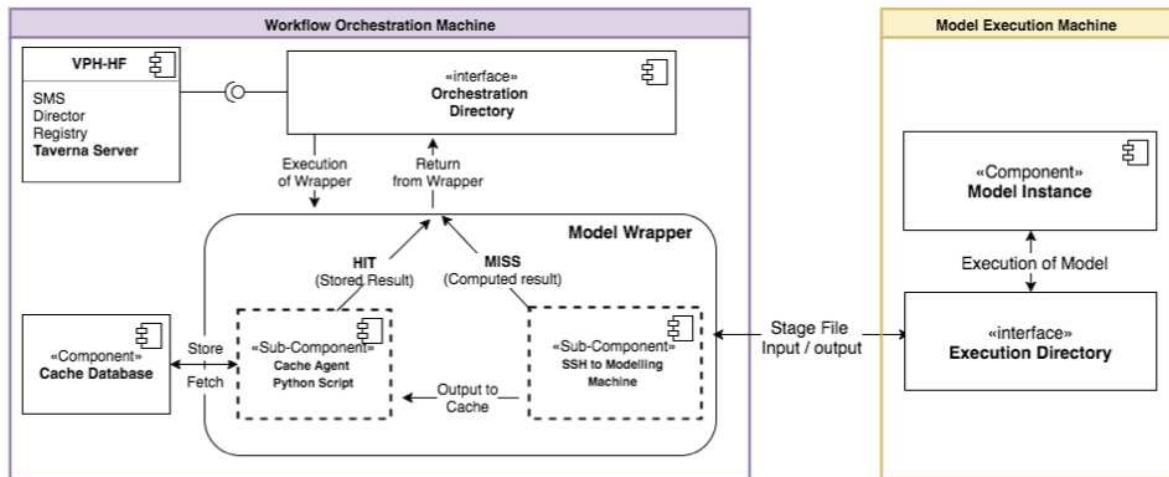 Workflow Orchestration Machine
Model Execution Machine
VPH-HF
SMS
Director
Registry
Taverna Server
«interface»
Orchestration
Directory
Execution
of Wrapper
Return
from Wrapper
Model Wrapper
HIT
(Stored Result)
MISS
(Computed result)
«Component»
Cache Database
Store
Fetch
«Sub-Component»
Cache Agent
Python Script
Output to
Cache
«Sub-Component»
SSH to Modelling
Machine
Stage File
Input / output
«Component»
Model Instance
Execution of Model
«interface»
Execution Directory